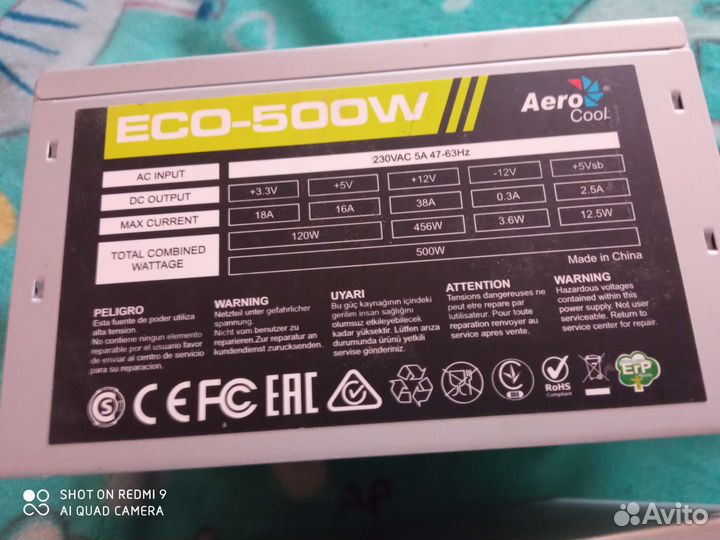 ECO-500W
Aero
Cool
AC INPUT
230VAC 5A 47-63Hz
DC OUTPUT
+3.3V
+5V
+12V
-12V
+5Vsb
MAX CURRENT
18A
16A
38A
0.3A
2.5A
TOTAL COMBINED
WATTAGE
120W
456W
3.6W
12.5W
500W
Made in China
PELIGRO
Esta fuente de poder utiliza
alta tension.
No contiene ningun elemento
reparable por el usuario favor
de enviar al centro de servicio
para su reparacion.
WARNING
Netzteil unter gefahrlicher
spannung
Nicht vom benutzer zu
reparieren.Zur reparatur an
kundendienst zurucksenden.
UYARI
Bu güç kaynağının içindeki
gerilim insan sağlığını
olumsuz etkileyebilecek
kadar yüksektir. Lütfen arıza
durumunda ürünü yetkili
servise gönderiniz.
ATTENTION
Tensions dangereuses ne
pas ouvrir par
l'utilisateur. Pour toute
reparation renvoyer au
service apres vente.
WARNING
Hazardous voltages
contained within this
power supply. Not user
serviceable. Return to
service center for repair.
S
CE
FC
EAC
RoHS
Compliant
ErP
SHOT ON REDMI 9
AI QUAD CAMERA
Avito